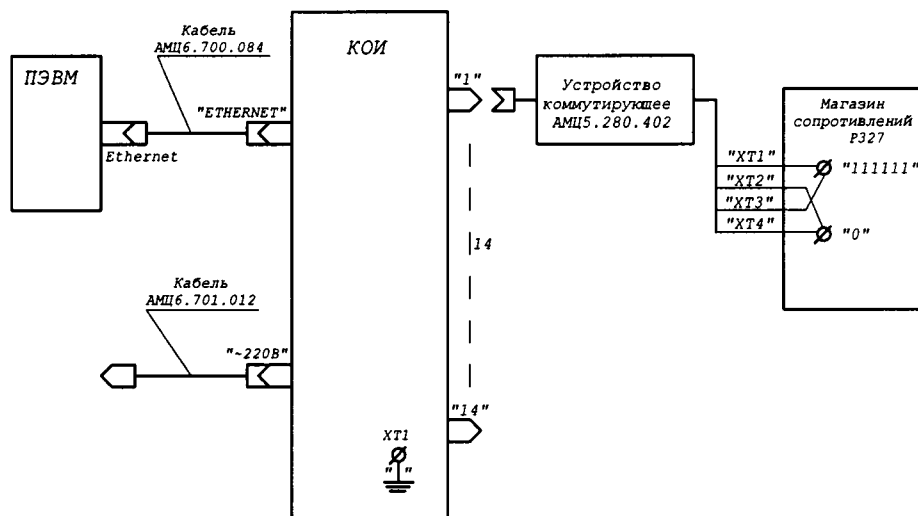 Кабель
АМЦ6.700.084
ПЭВМ
Ethernet
"ETHERNET"
КОИ
"1"
Устройство
коммутирующее
АМЦ5.280.402
Магазин
сопротивлений
Р327
"XT1"
"111111"
"XT2"
"XT3"
"XT4"
"0"
14
Кабель
АМЦ6.701.012
"~220В"
"14"
XT1
" "